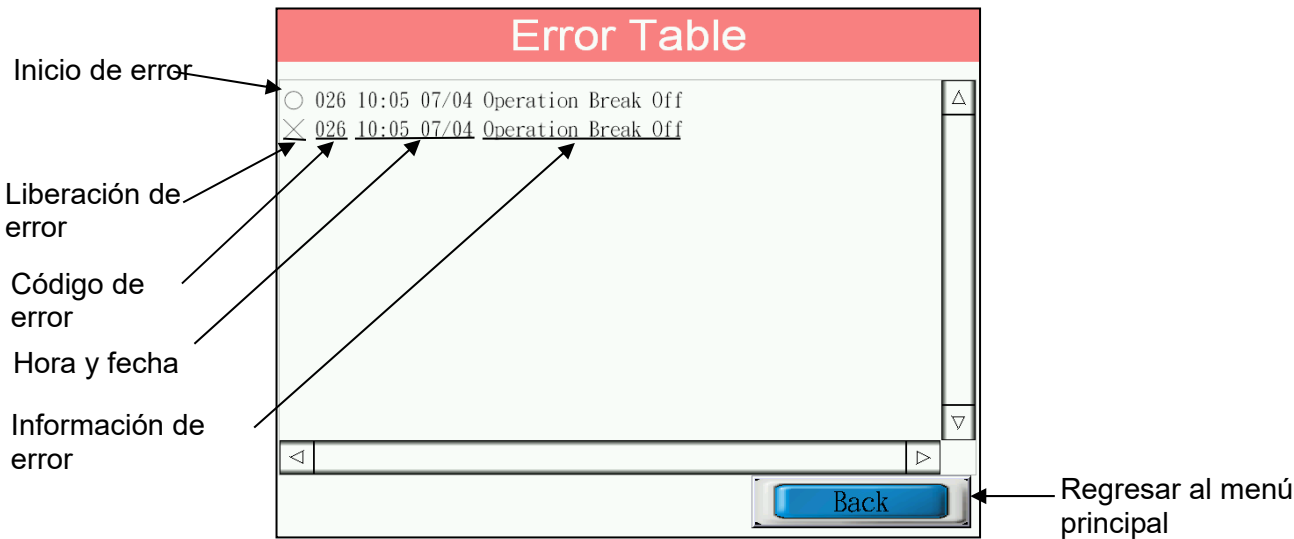 Error Table
Inicio de error
○ 026 10:05 07/04 Operation Break Off
× 026 10:05 07/04 Operation Break Off
Liberación de
error
Código de
error
Hora y fecha
Información de
error
Back
Regresar al menú
principal